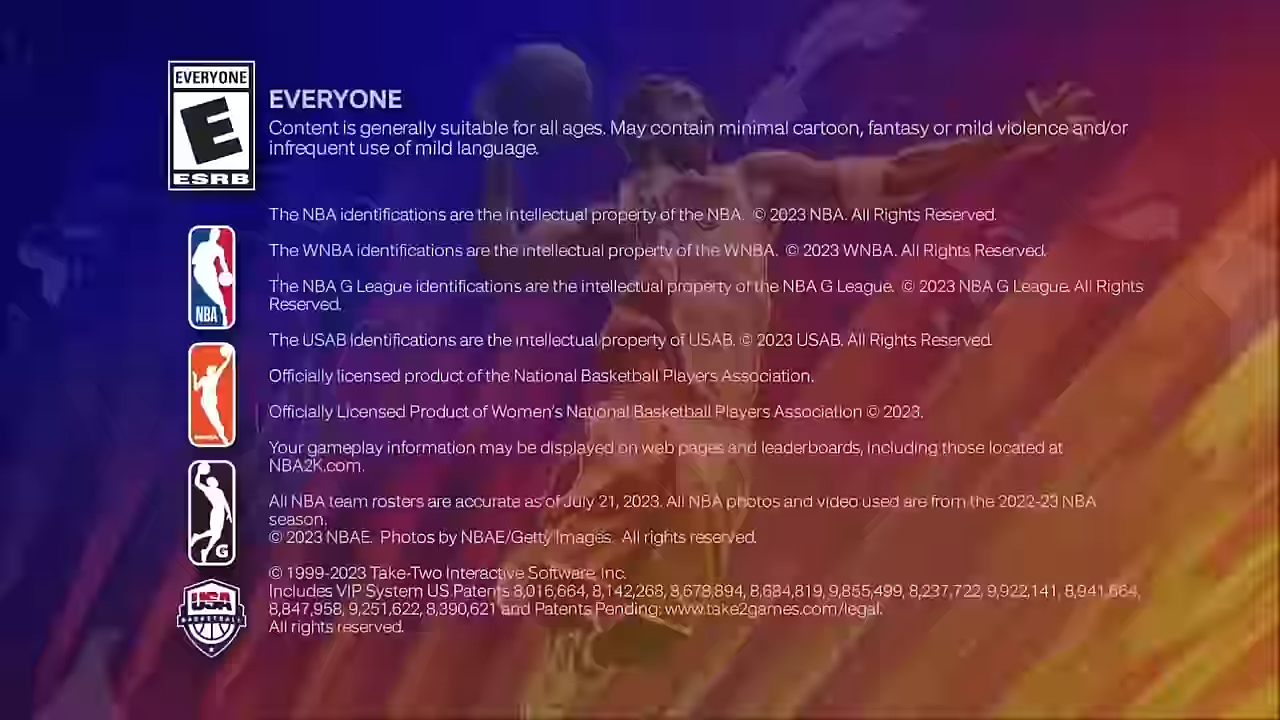 EVERYONE
E
ESRB
EVERYONE
Content is generally suitable for all ages. May contain minimal cartoon, fantasy or mild violence and/or
infrequent use of mild language.
The NBA identifications are the intellectual property of the NBA. © 2023 NBA. All Rights Reserved.
The WNBA identifications are the intellectual property of the WNBA. © 2023 WNBA. All Rights Reserved.
The NBA G League identifications are the intellectual property of the NBA G League. © 2023 NBA G League. All Rights
Reserved.
NBA
The USAB Identifications are the intellectual property of USAB. © 2023 USAB. All Rights Reserved.
Officially licensed product of the National Basketball Players Association.
Officially Licensed Product of Women's National Basketball Players Association © 2023.
WNBA
Your gameplay information may be displayed on web pages and leaderboards, including those located at
NBA2K.com.
All NBA team rosters are accurate as of July 21, 2023. All NBA photos and video used are from the 2022-23 NBA
season.
© 2023 NBAE. Photos by NBAE/Getty Images. All rights reserved.
G
© 1999-2023 Take-Two Interactive Software, Inc.
Includes VIP System US Patents 8,016,664, 8,142,268, 8,678,894, 8,684,819, 9,855,499, 8,237,722, 9,922,141, 8,941,664,
8,847,958, 9,251,622, 8,390,621 and Patents Pending: www.take2games.com/legal.
All rights reserved.
USA
BASKETBALL